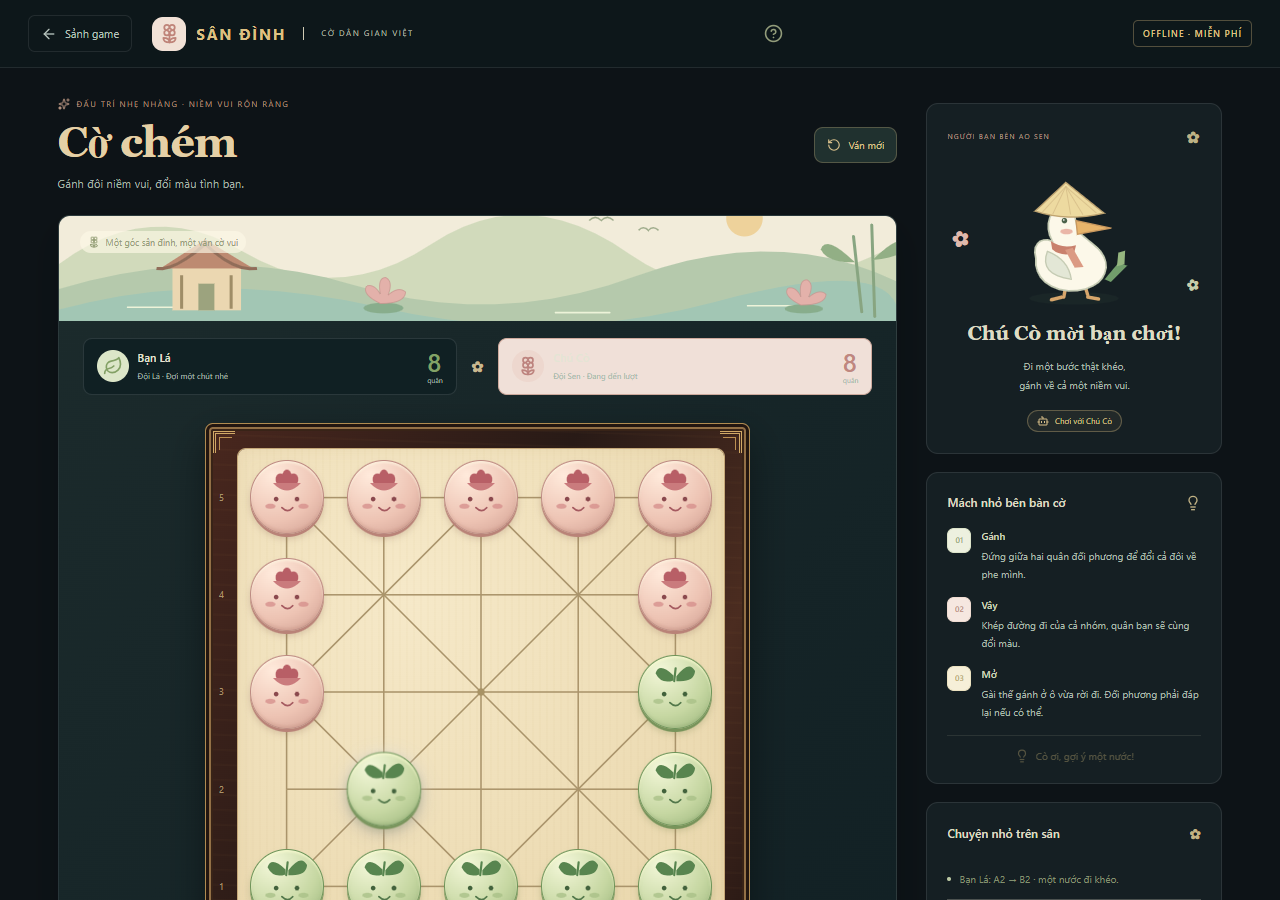 Sảnh game
SÂN ĐÌNH
CỜ DÂN GIAN VIỆT
OFFLINE · MIỄN PHÍ
ĐẤU TRÍ NHẸ NHÀNG · NIỀM VUI RỘN RÀNG
Cờ chém
Gánh đôi niềm vui, đổi màu tình bạn.
Ván mới
Một góc sân đình, một ván cờ vui
Bạn Lá
Đội Lá · Đợi một chút nhé
8
quân
Đội Sen · Đang đến lượt
8
quân
5
4
3
2
1
NGƯỜI BẠN BÊN AO SEN
Chú Cò mời bạn chơi!
Đi một bước thật khéo,
gánh về cả một niềm vui.
Chơi với Chú Cò
Mách nhỏ bên bàn cờ
01
Gánh
Đứng giữa hai quân đối phương để đổi cả đôi về
phe mình.
02
Vây
Khép đường đi của cả nhóm, quân bạn sẽ cùng
đổi màu.
03
Mở
Gài thế gánh ở ô vừa rời đi. Đối phương phải đáp
lại nếu có thể.
Cò ơi, gợi ý một nước!
Chuyện nhỏ trên sân
Bạn Lá: A2 → B2 · một nước đi khéo.